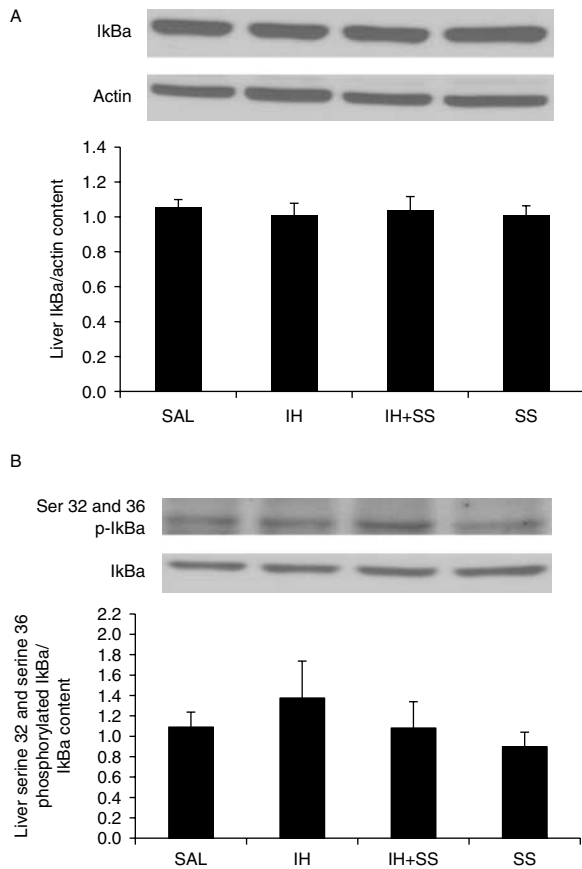 A
IkBa
Actin
Liver IkBa/actin content
1.4
1.2
1.0
0.8
0.6
0.4
0.2
0.0
SAL IH IH+SS SS
B
Ser 32 and 36
p-IkBa
IkBa
Liver serine 32 and serine 36
phosphorylated IkBa/
IkBa content
2.2
2.0
1.8
1.6
1.4
1.2
1.0
0.8
0.6
0.4
0.2
0.0
SAL IH IH+SS SS